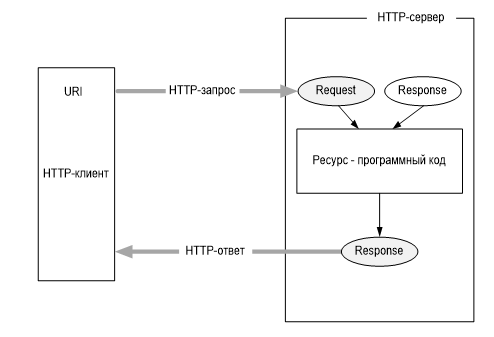 HTTP-сервер
URI
HTTP-запрос
Request
Response
Ресурс - программный код
HTTP-клиент
HTTP-ответ
Response